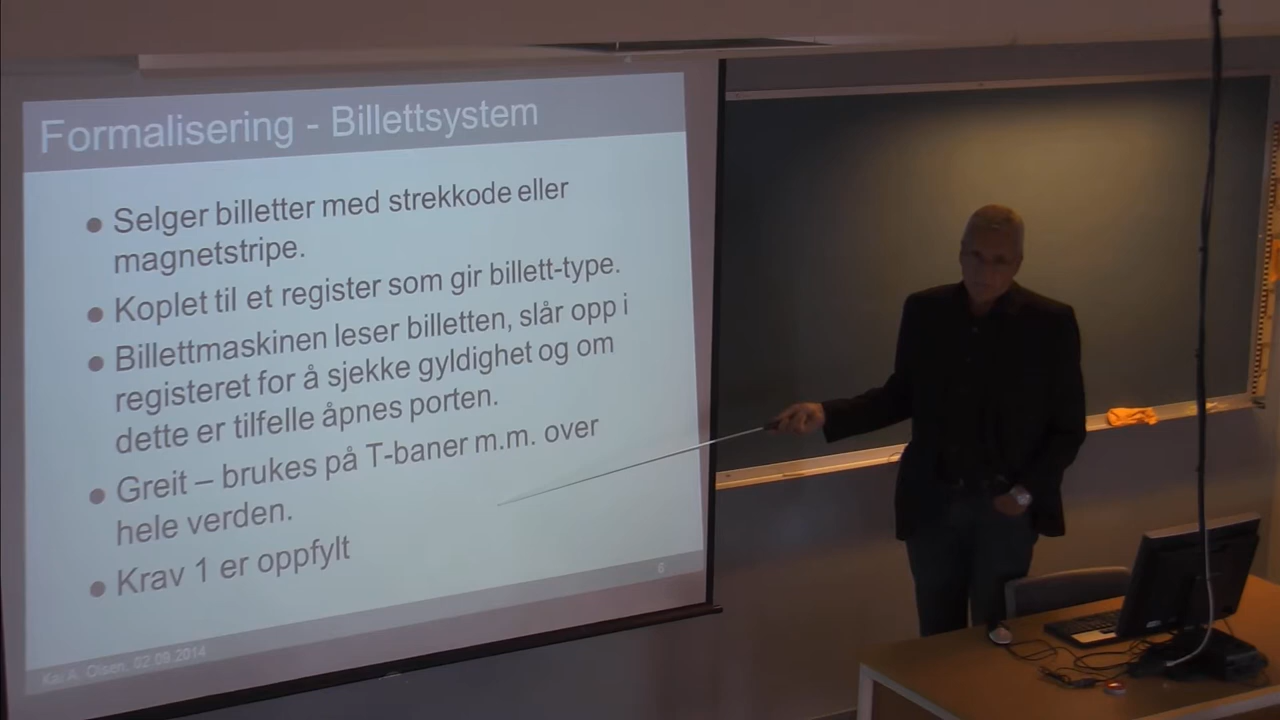 Formalisering - Billettsystem
Selger billetter med strekkode eller
magnetstripe.
Koplet til et register som gir billett-type.
Billettmaskinen leser billetten, slår opp i
registeret for å sjekke gyldighet og om
dette er tilfelle åpnes porten.
Greit – brukes på T-baner m.m. over
hele verden.
Krav 1 er oppfylt
6
Kai A. Olsen, 02.09.2014